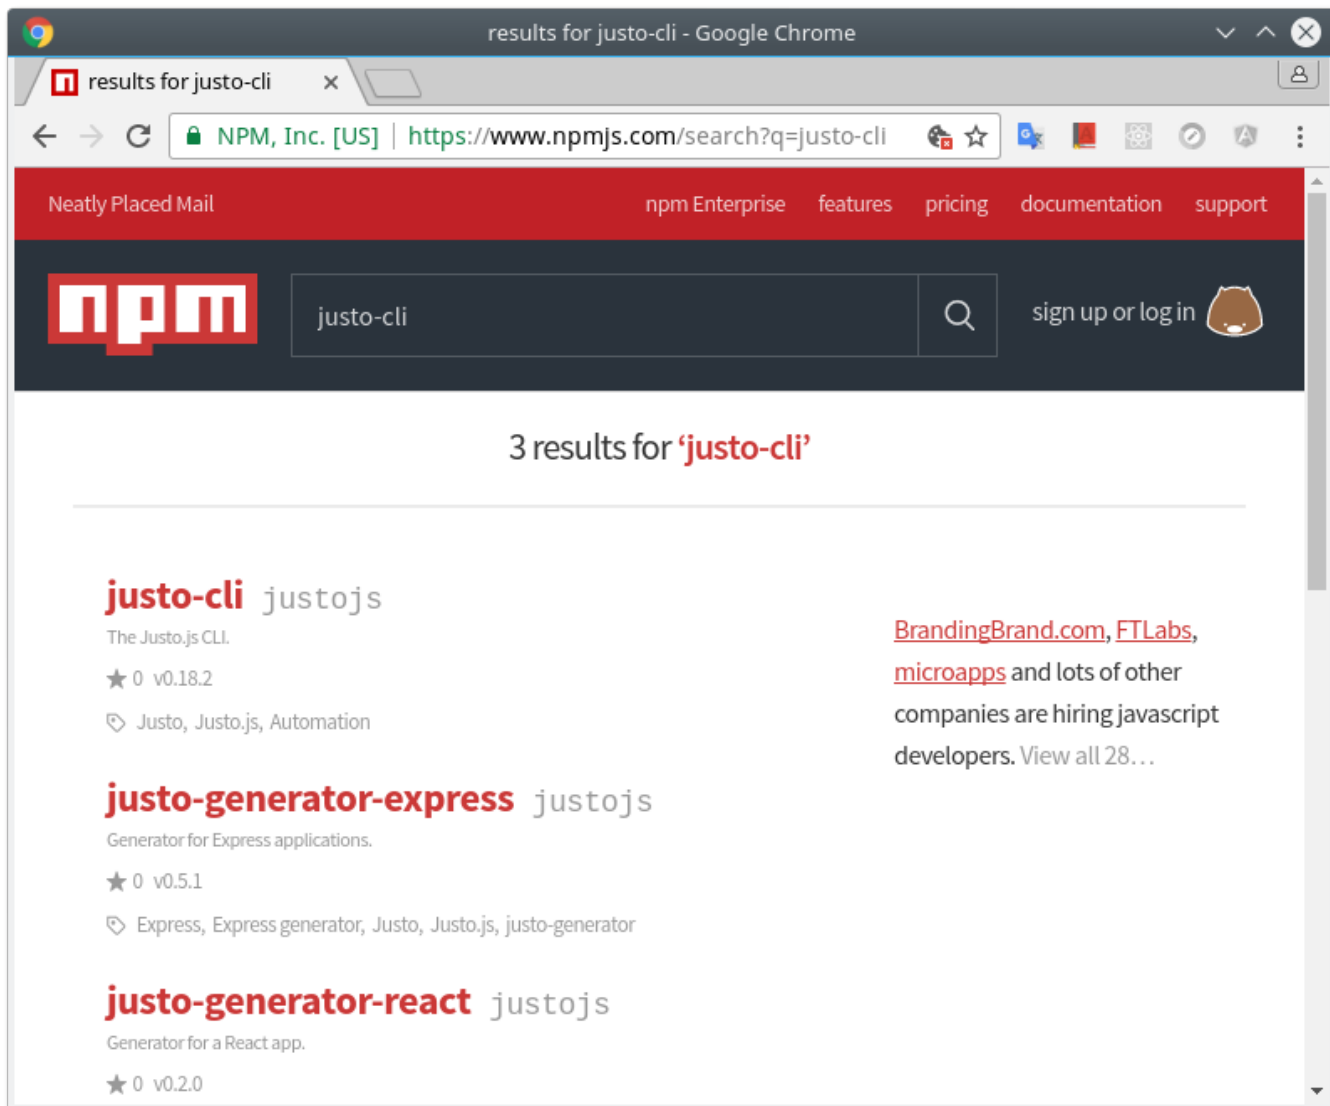 results for justo-cli - Google Chrome
results for justo-cli
NPM, Inc. [US] | https://www.npmjs.com/search?q=justo-cli
Neatly Placed Mail npm Enterprise features pricing documentation support
npm justo-cli sign up or log in
3 results for ‘justo-cli’
justo-cli justojs
The Justo.js CLI.
★ 0 v0.18.2
Justo, Justo.js, Automation
justo-generator-express justojs
Generator for Express applications.
★ 0 v0.5.1
Express, Express generator, Justo, Justo.js, justo-generator
justo-generator-react justojs
Generator for a React app.
★ 0 v0.2.0
BrandingBrand.com, FTLabs,
microapps and lots of other
companies are hiring javascript
developers. View all 28…